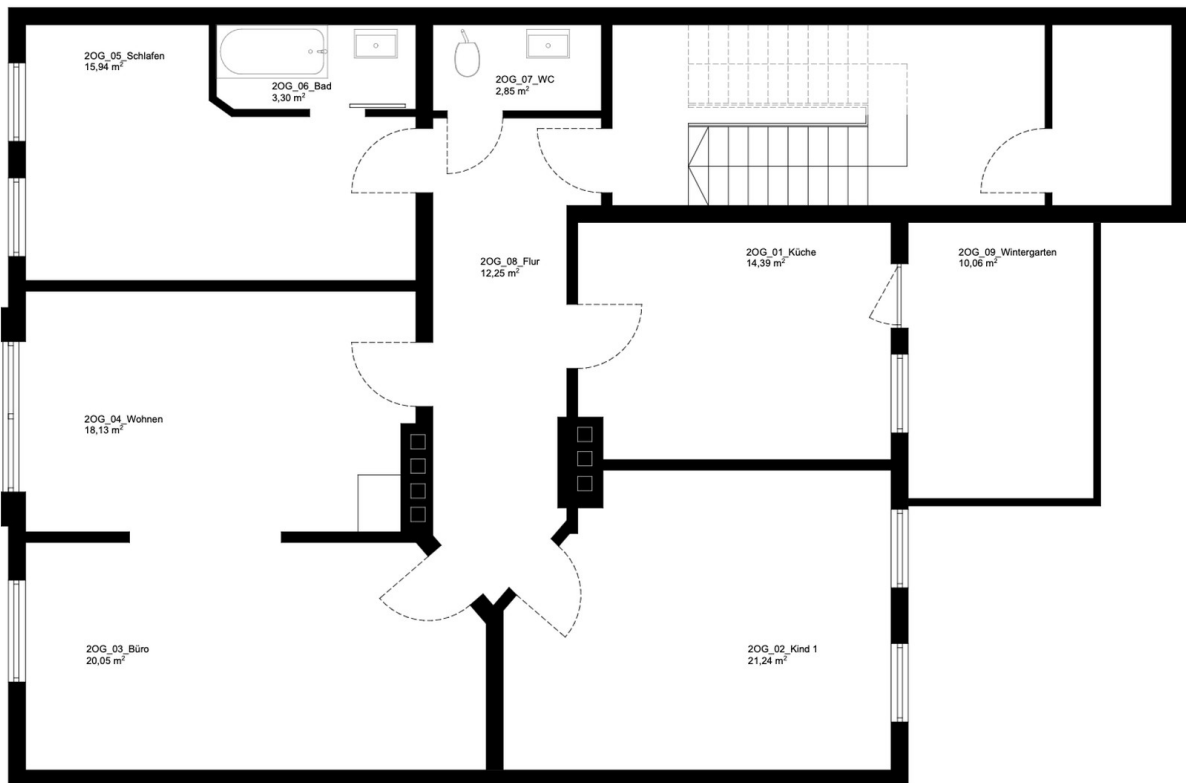 2OG_05_Schlafen
15,94 m²
2OG_06_Bad
3,30 m²
2OG_07_WC
2,85 m²
2OG_08_Flur
12,25 m²
2OG_01_Küche
14,39 m²
2OG_09_Wintergarten
10,06 m²
2OG_04_Wohnen
18,13 m²
2OG_03_Büro
20,05 m²
2OG_02_Kind 1
21,24 m²